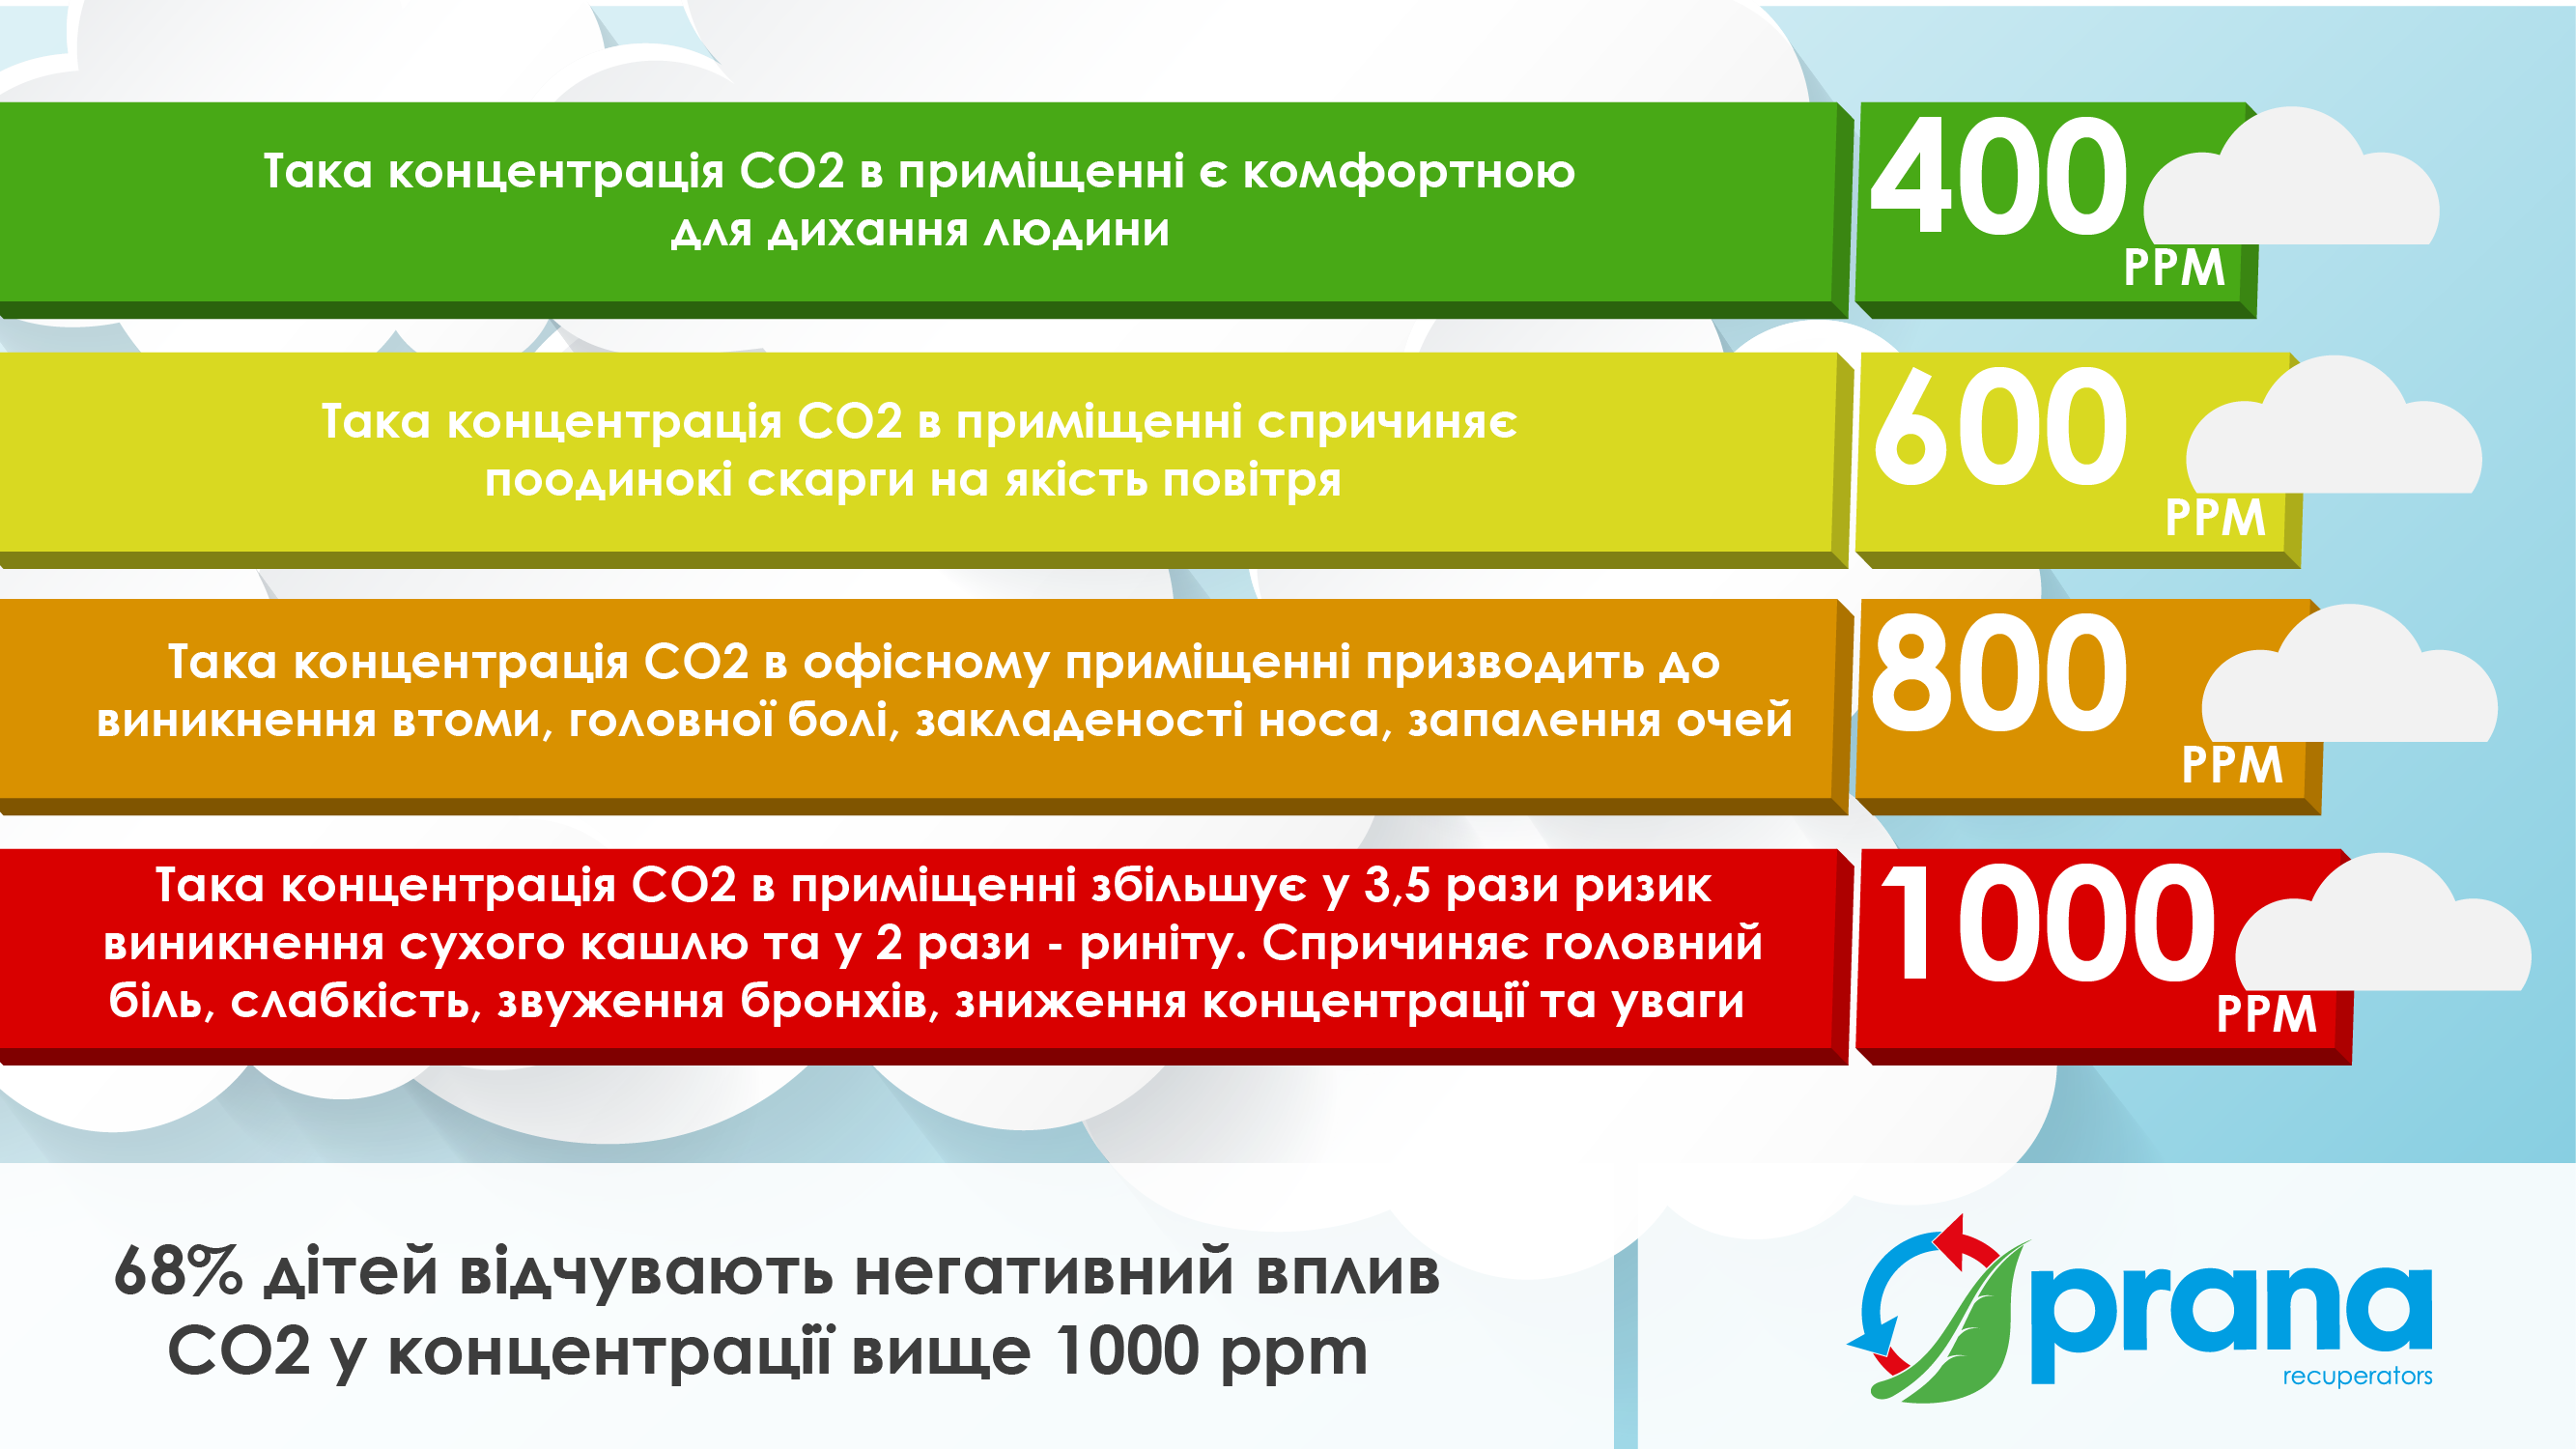 Така концентрація CO2 в приміщенні є комфортною
для дихання людини
400
PPM
Така концентрація CO2 в приміщенні спричиняє
поодинокі скарги на якість повітря
600
PPM
Така концентрація CO2 в офісному приміщенні призводить до
виникнення втоми, головної болі, закладеності носа, запалення очей
800
PPM
Така концентрація CO2 в приміщенні збільшує у 3,5 рази ризик
виникнення сухого кашлю та у 2 рази - риніту. Спричиняє головний
біль, слабкість, звуження бронхів, зниження концентрації та уваги
1000
PPM
68% дітей відчувають негативний вплив
CO2 у концентрації вище 1000 ppm
prana
recuperators